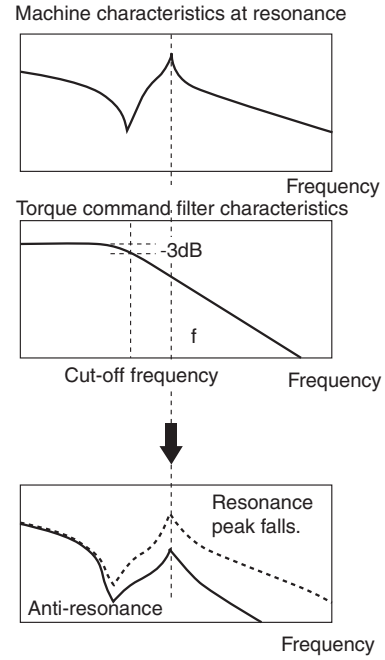 Machine characteristics at resonance
Frequency
Torque command filter characteristics
-3dB
f
Cut-off frequency
Frequency
Resonance
peak falls.
Anti-resonance
Frequency